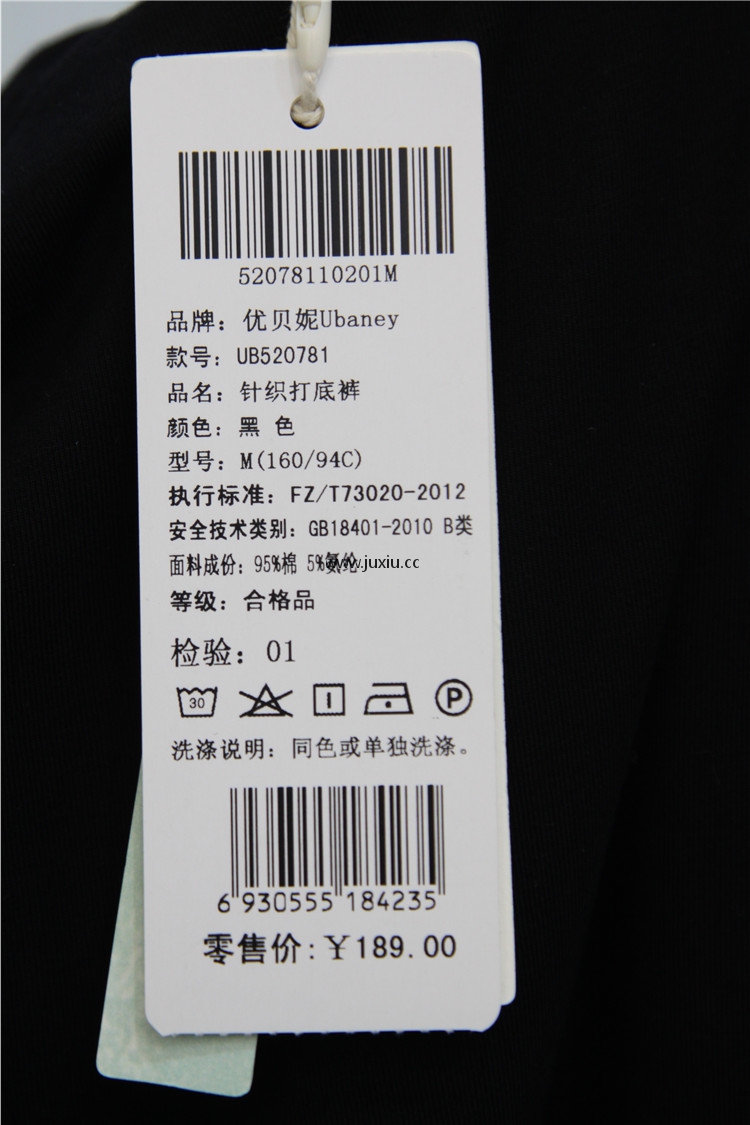 52078110201M
品牌：优贝妮Ubaney
款号：UB520781
品名：针织打底裤
颜色：黑 色
型号：M(160/94C)
执行标准：FZ/T73020-2012
安全技术类别：GB18401-2010 B类
面料成份：95%棉 5%氨纶
www.juxiu.cc
等级：合格品
检验：01
30 P
洗涤说明：同色或单独洗涤。
6 930555 184235
零售价:￥189.00